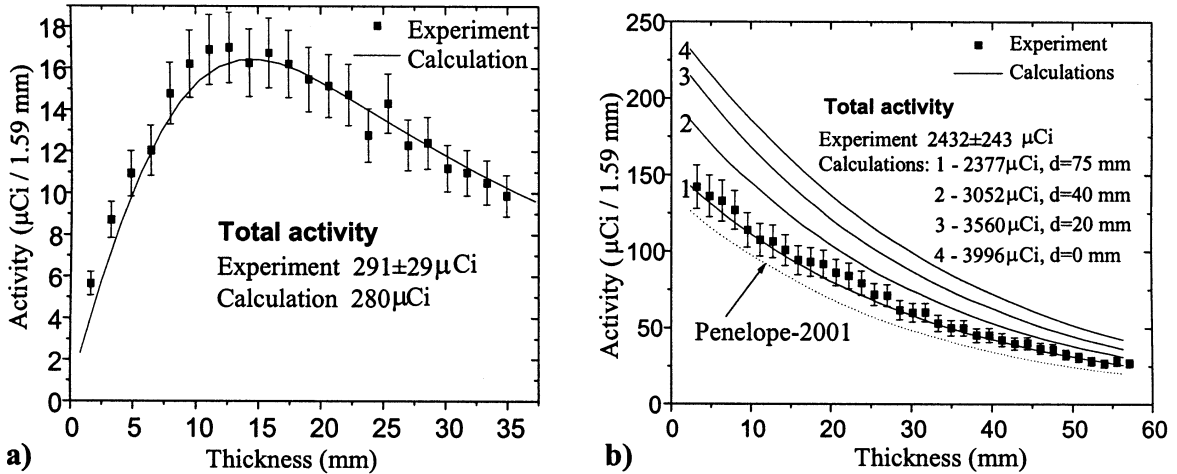 18
16
14
12
10
8
6
4
2
0
Activity (μCi / 1.59 mm)
Experiment
Calculation
Total activity
Experiment 291±29μCi
Calculation 280μCi
0 5 10 15 20 25 30 35
Thickness (mm)
a)
250
200
150
100
50
0
Activity (μCi / 1.59 mm)
4
3
2
1
Experiment
Calculations
Total activity
Experiment 2432±243 μCi
Calculations: 1 - 2377μCi, d=75 mm
2 - 3052μCi, d=40 mm
3 - 3560μCi, d=20 mm
4 - 3996μCi, d=0 mm
Penelope-2001
0 10 20 30 40 50 60
Thickness (mm)
b)